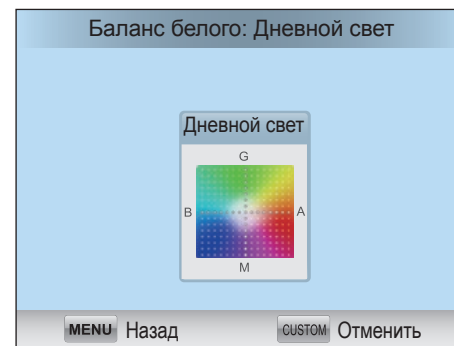 Баланс белого: Дневной свет
Дневной свет
G
B A
M
MENU Назад CUSTOM Отменить